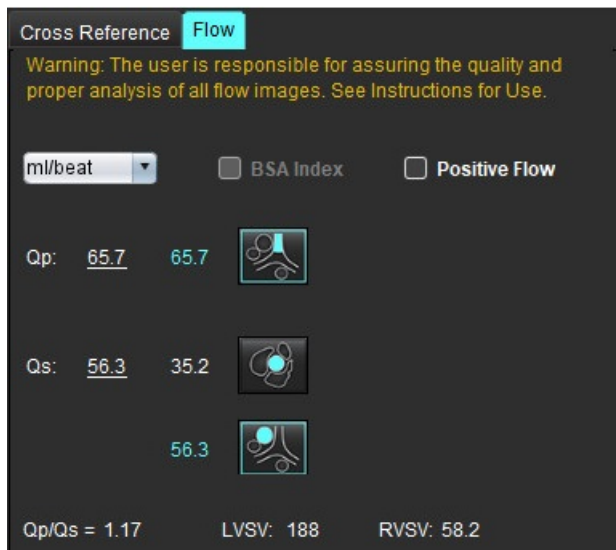 Cross Reference Flow
Warning: The user is responsible for assuring the quality and
proper analysis of all flow images. See Instructions for Use.
ml/beat BSA Index Positive Flow
Qp: 65.7 65.7
Qs: 56.3 35.2
56.3
Qp/Qs = 1.17 LVSV: 188 RVSV: 58.2